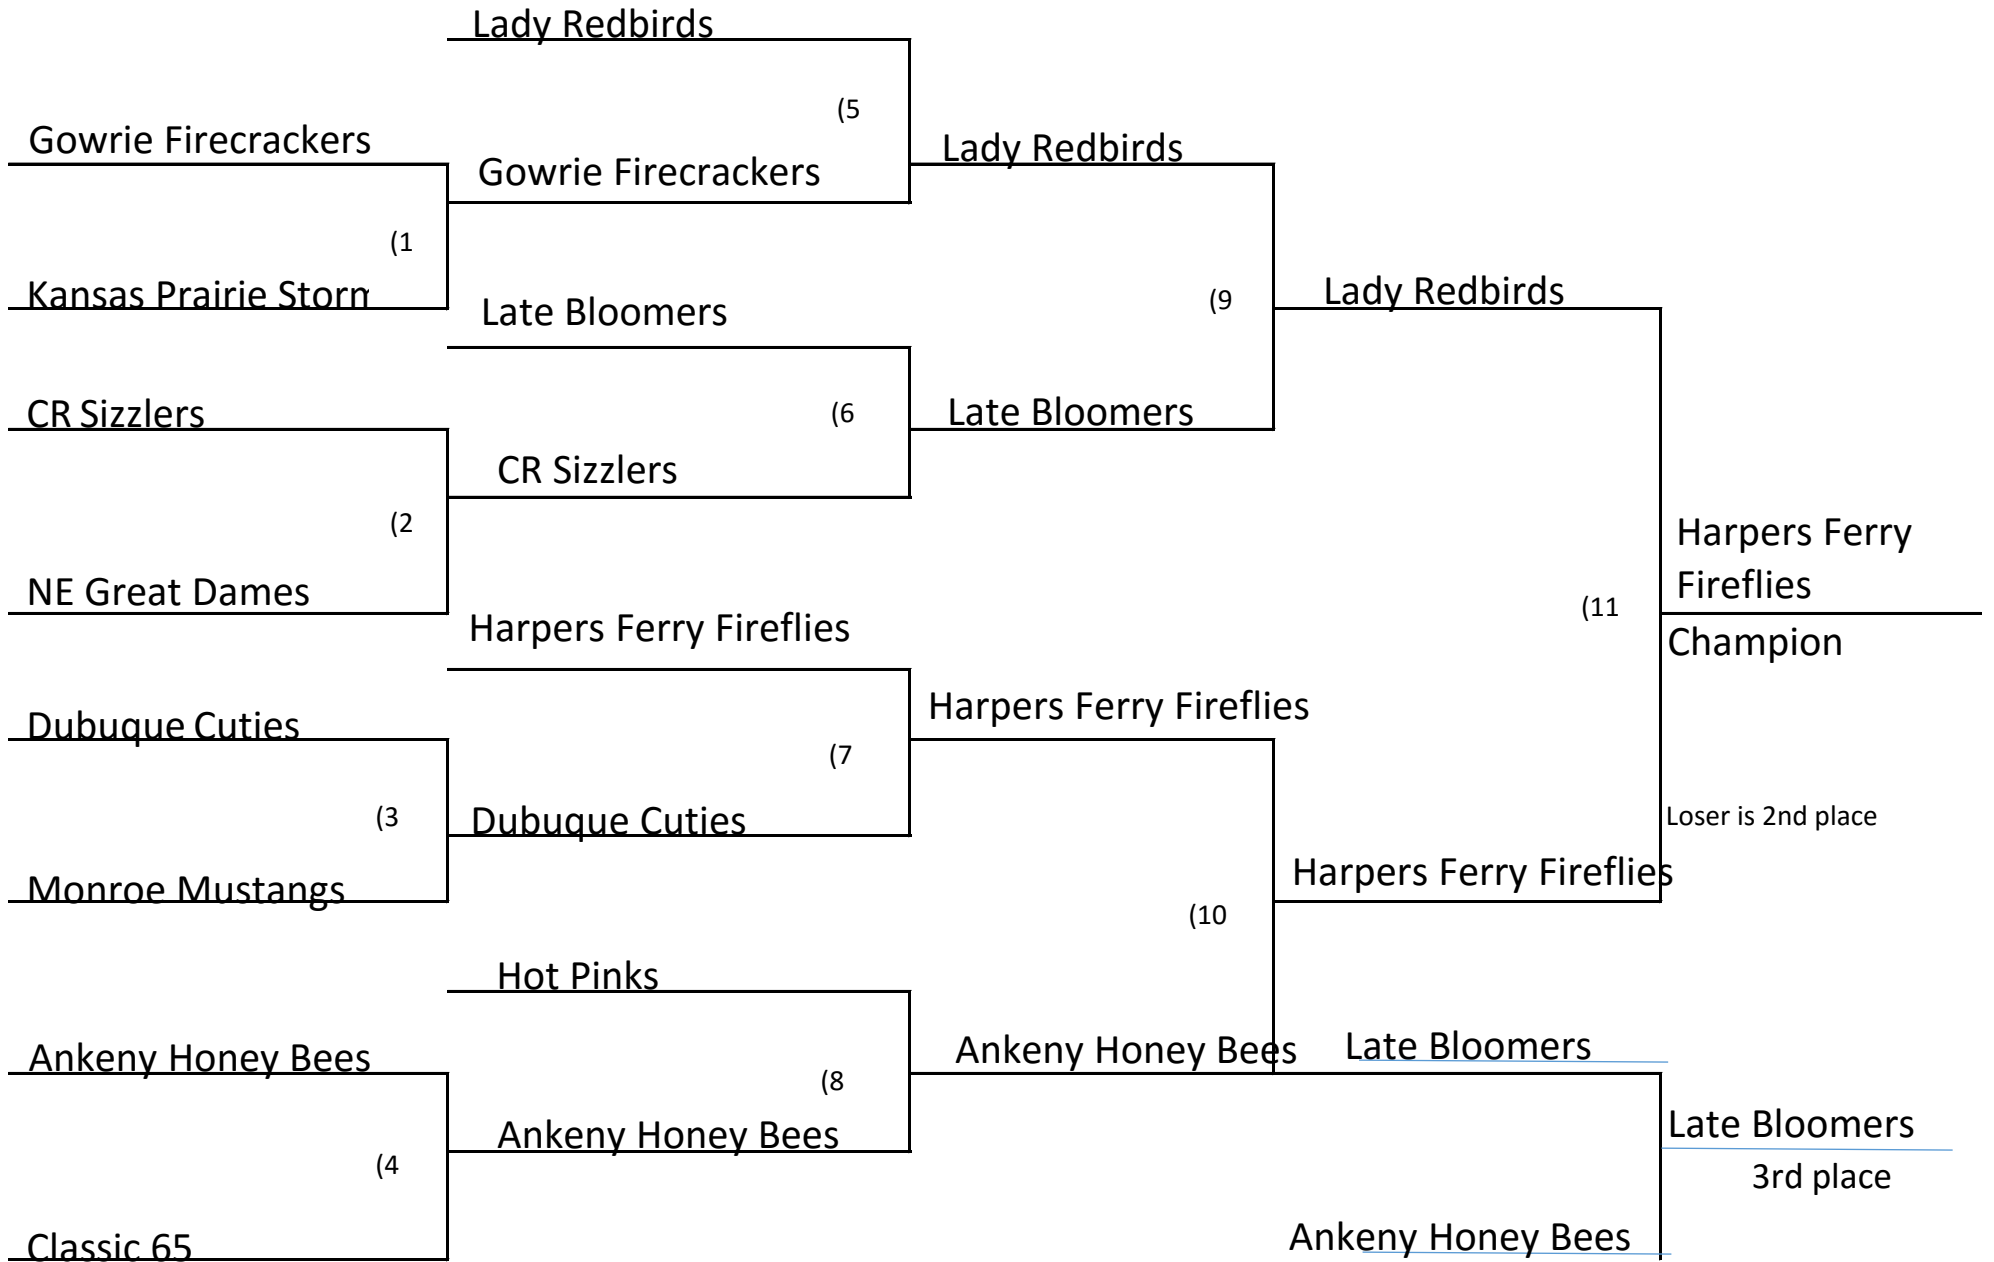 Lady Redbirds
(5
Gowrie Firecrackers
Lady Redbirds
Gowrie Firecrackers
(1
Kansas Prairie Storm
Late Bloomers
(9
Lady Redbirds
CR Sizzlers
(6
Late Bloomers
CR Sizzlers
(2
NE Great Dames
Harpers Ferry Fireflies
(11
Harpers Ferry
Fireflies
Champion
Dubuque Cuties
Harpers Ferry Fireflies
(7
(3
Dubuque Cuties
Loser is 2nd place
Monroe Mustangs
Harpers Ferry Fireflies
(10
Hot Pinks
Ankeny Honey Bees
(8
Ankeny Honey Bees
Late Bloomers
Ankeny Honey Bees
Late Bloomers
(4
3rd place
Classic 65
Ankeny Honey Bees